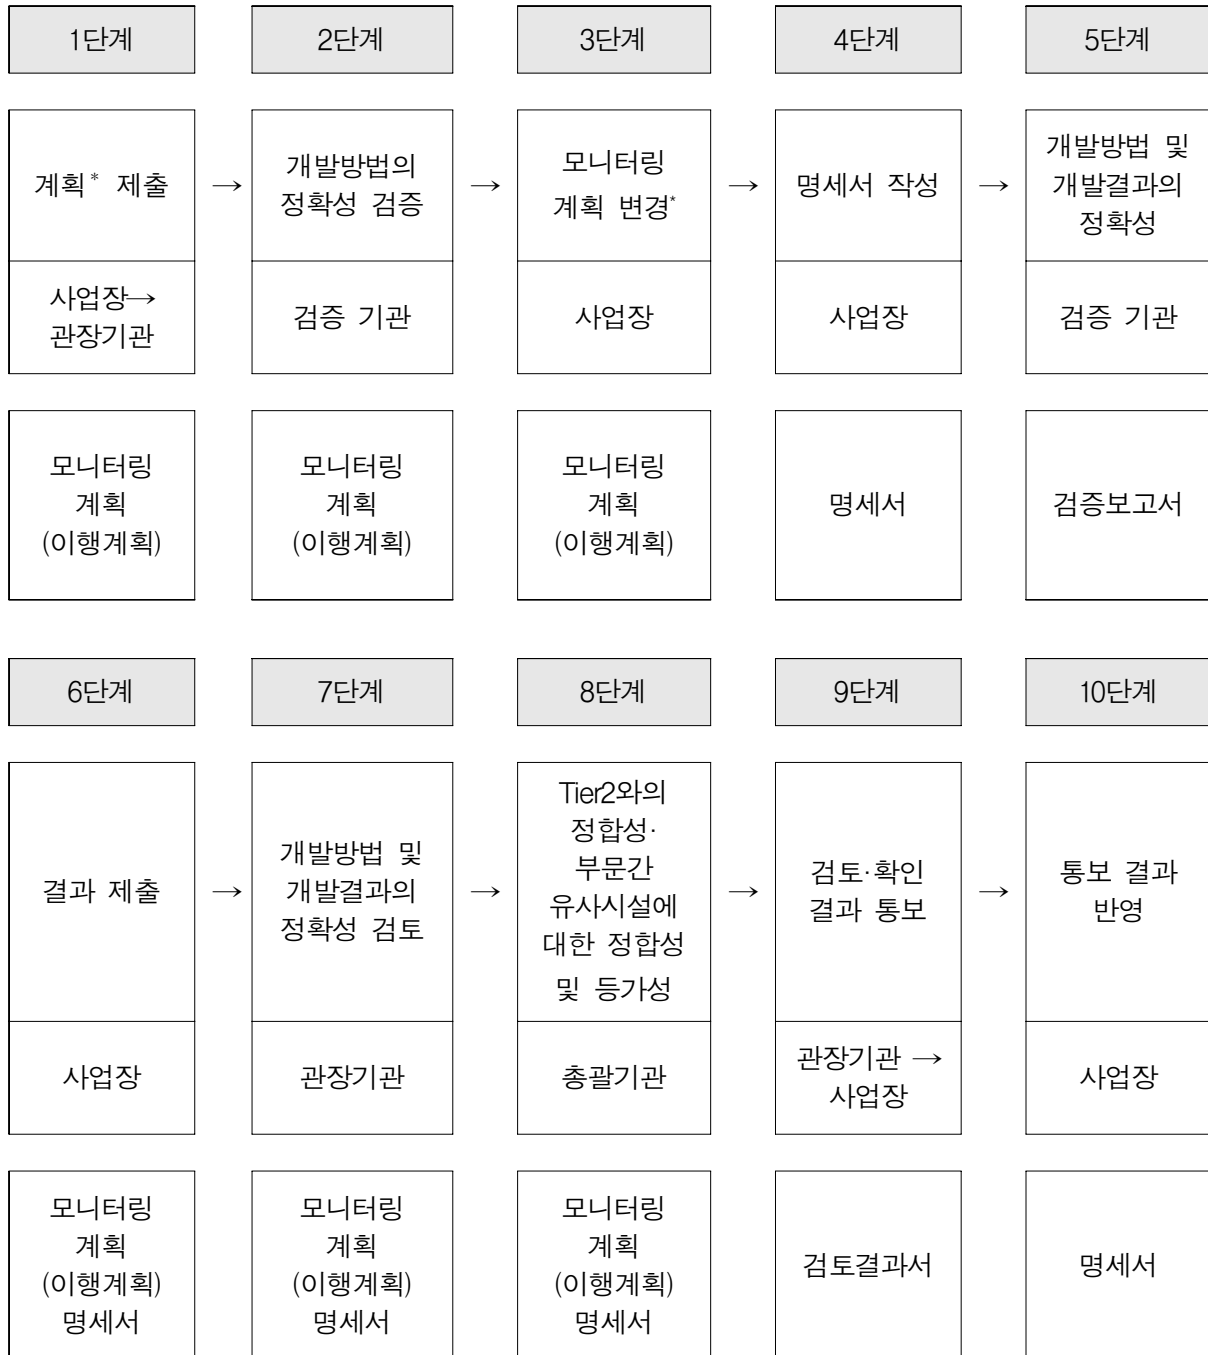 1단계
2단계
3단계
4단계
5단계
계획* 제출
→
개발방법의
정확성 검증
→
모니터링
계획 변경*
→
명세서 작성
→
개발방법 및
개발결과의
정확성
사업장→
관장기관
검증 기관
사업장
사업장
검증 기관
모니터링
계획
(이행계획)
모니터링
계획
(이행계획)
모니터링
계획
(이행계획)
명세서
검증보고서
6단계
7단계
8단계
9단계
10단계
결과 제출
→
개발방법 및
개발결과의
정확성 검토
→
Tier2와의
정합성·
부문간
유사시설에
대한 정합성
및 등가성
→
검토·확인
결과 통보
→
통보 결과
반영
사업장
관장기관
총괄기관
관장기관 →
사업장
사업장
모니터링
계획
(이행계획)
명세서
모니터링
계획
(이행계획)
명세서
모니터링
계획
(이행계획)
명세서
검토결과서
명세서